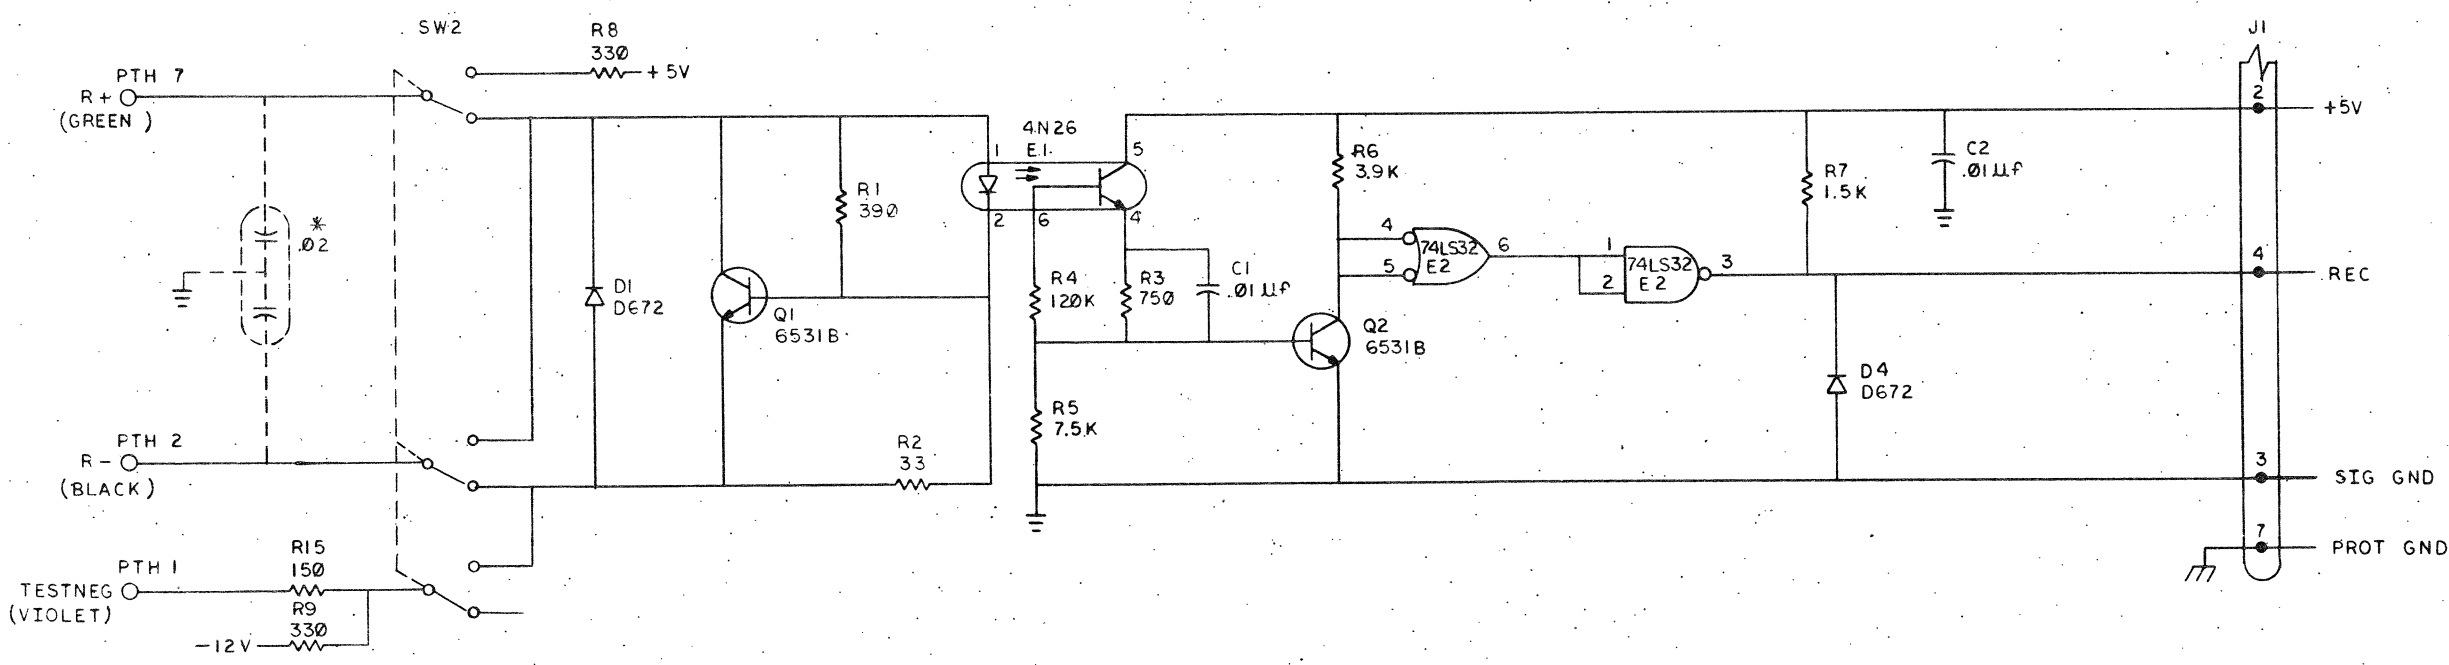 SW2
R8
330
+5V
PTH 7
R+
(GREEN )
*
.02
PTH 2
R-
(BLACK)
R15
150
PTH 1
TESTNEG
(VIOLET)
R9
330
-12V
D1
D672
Q1
6531B
R1
390
R2
33
4N26
E1
1
2
6
5
4
R4
120K
R3
750
C1
.01µf
R5
7.5K
R6
3.9K
Q2
6531B
4
5
74LS32
E2
6
1
2
74LS32
E2
3
R7
1.5K
C2
.01µf
D4
D672
J1
2
+5V
4
REC
3
SIG GND
7
PROT GND